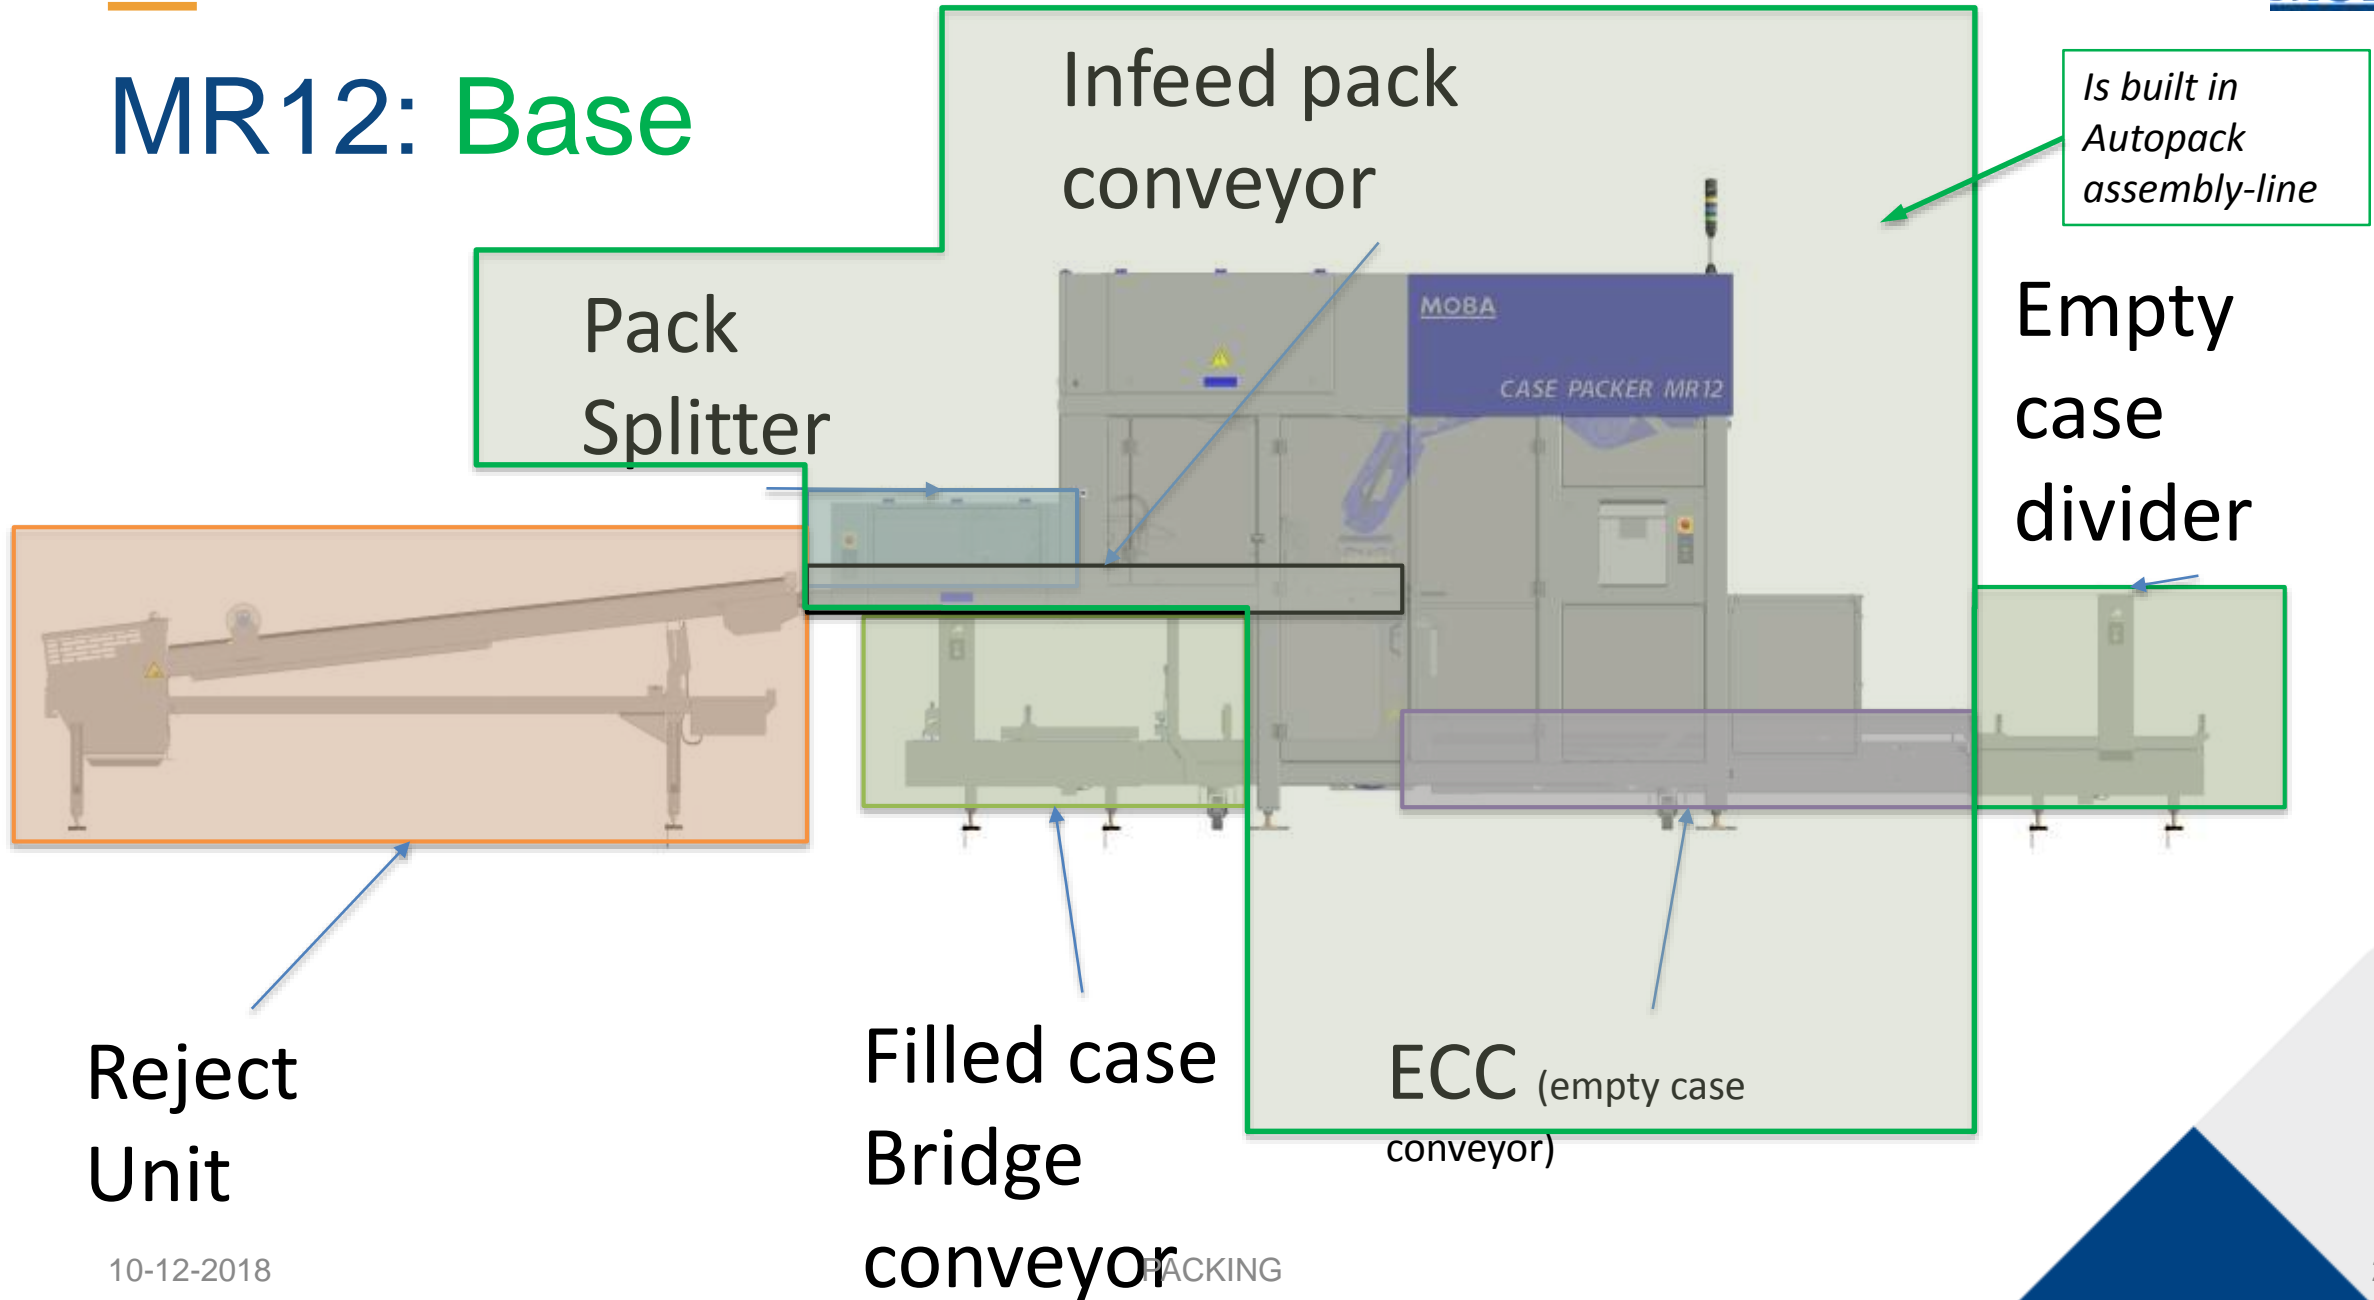 MR12: Base
Infeed pack
conveyor
Is built in
Autopack
assembly-line
Pack
Splitter
MOBA
CASE PACKER MR12
Empty
case
divider
Reject
Unit
Filled case
Bridge
conveyor
ECC (empty case
conveyor)
10-12-2018
PACKING